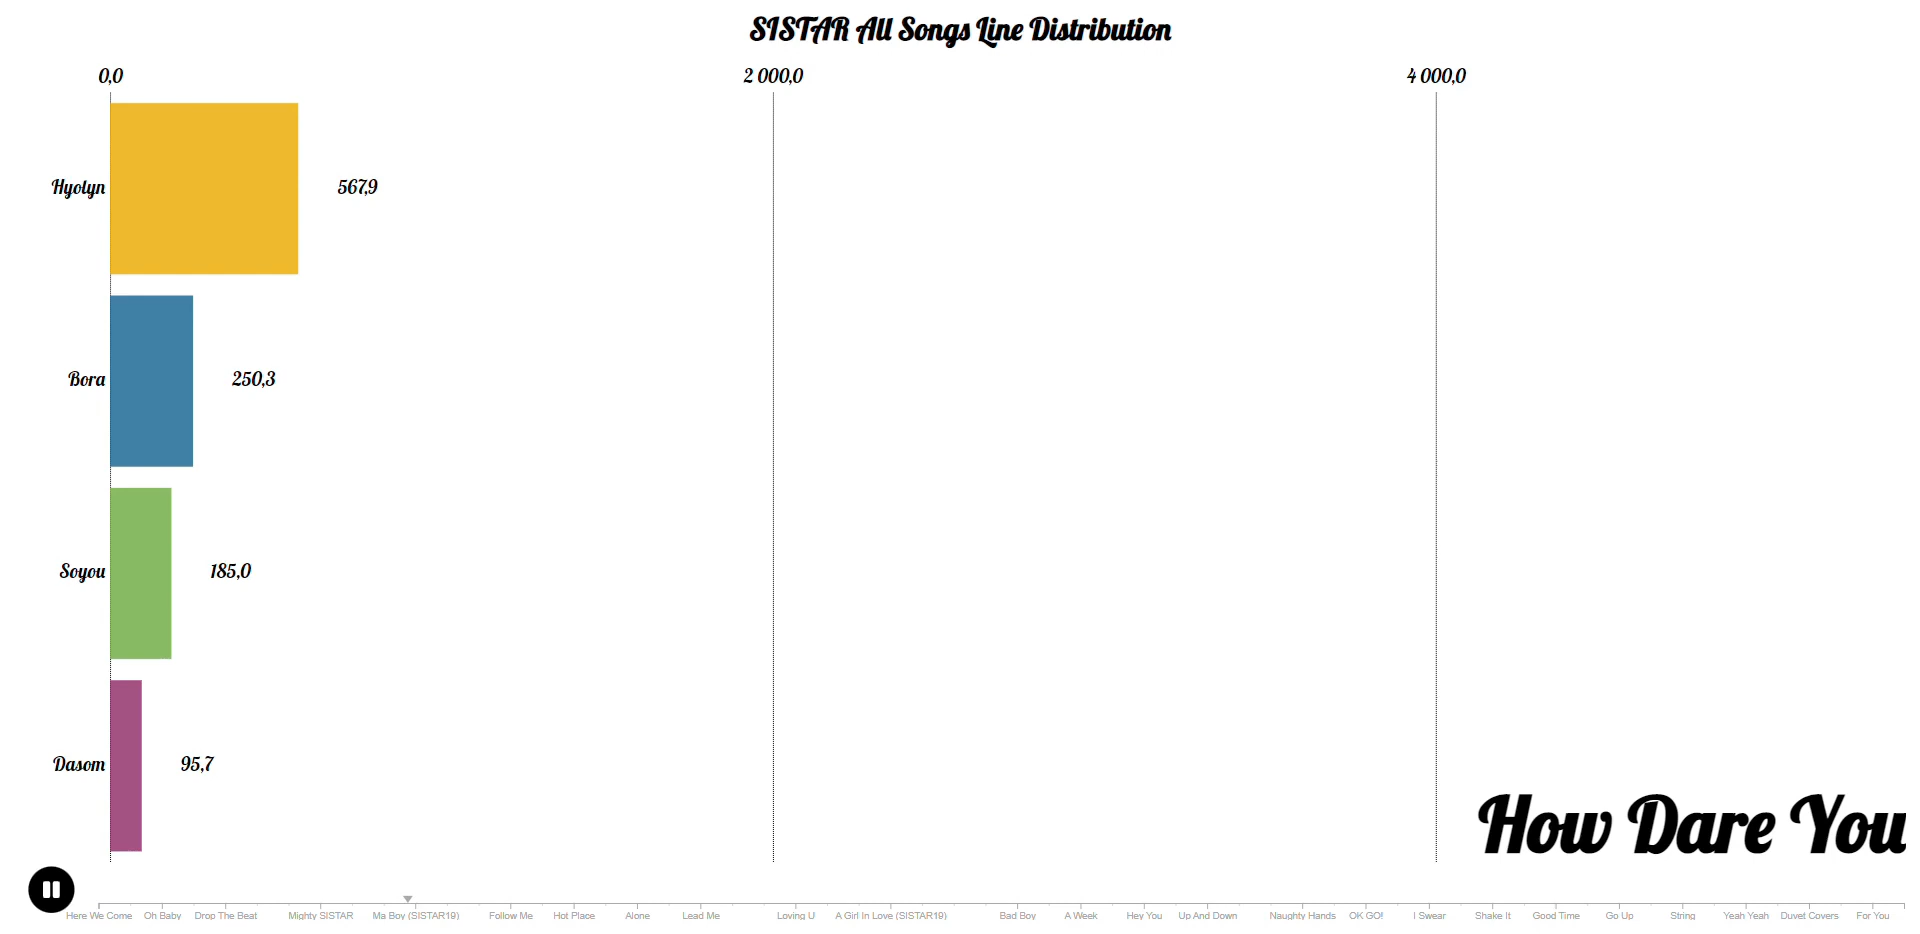 SISTAR All Songs Line Distribution
0,0 2 000,0 4 000,0
Hyolyn 567,9
Bora 250,3
Soyou 185,0
Dasom 95,7
How Dare You
Here We Come Oh Baby Drop The Beat Mighty SISTAR Ma Boy (SISTAR19) Follow Me Hot Place Alone Lead Me Loving U A Girl In Love (SISTAR19) Bad Boy A Week Hey You Up And Down Naughty Hands OK GO! I Swear Shake It Good Time Go Up String Yeah Yeah Duvet Covers For You